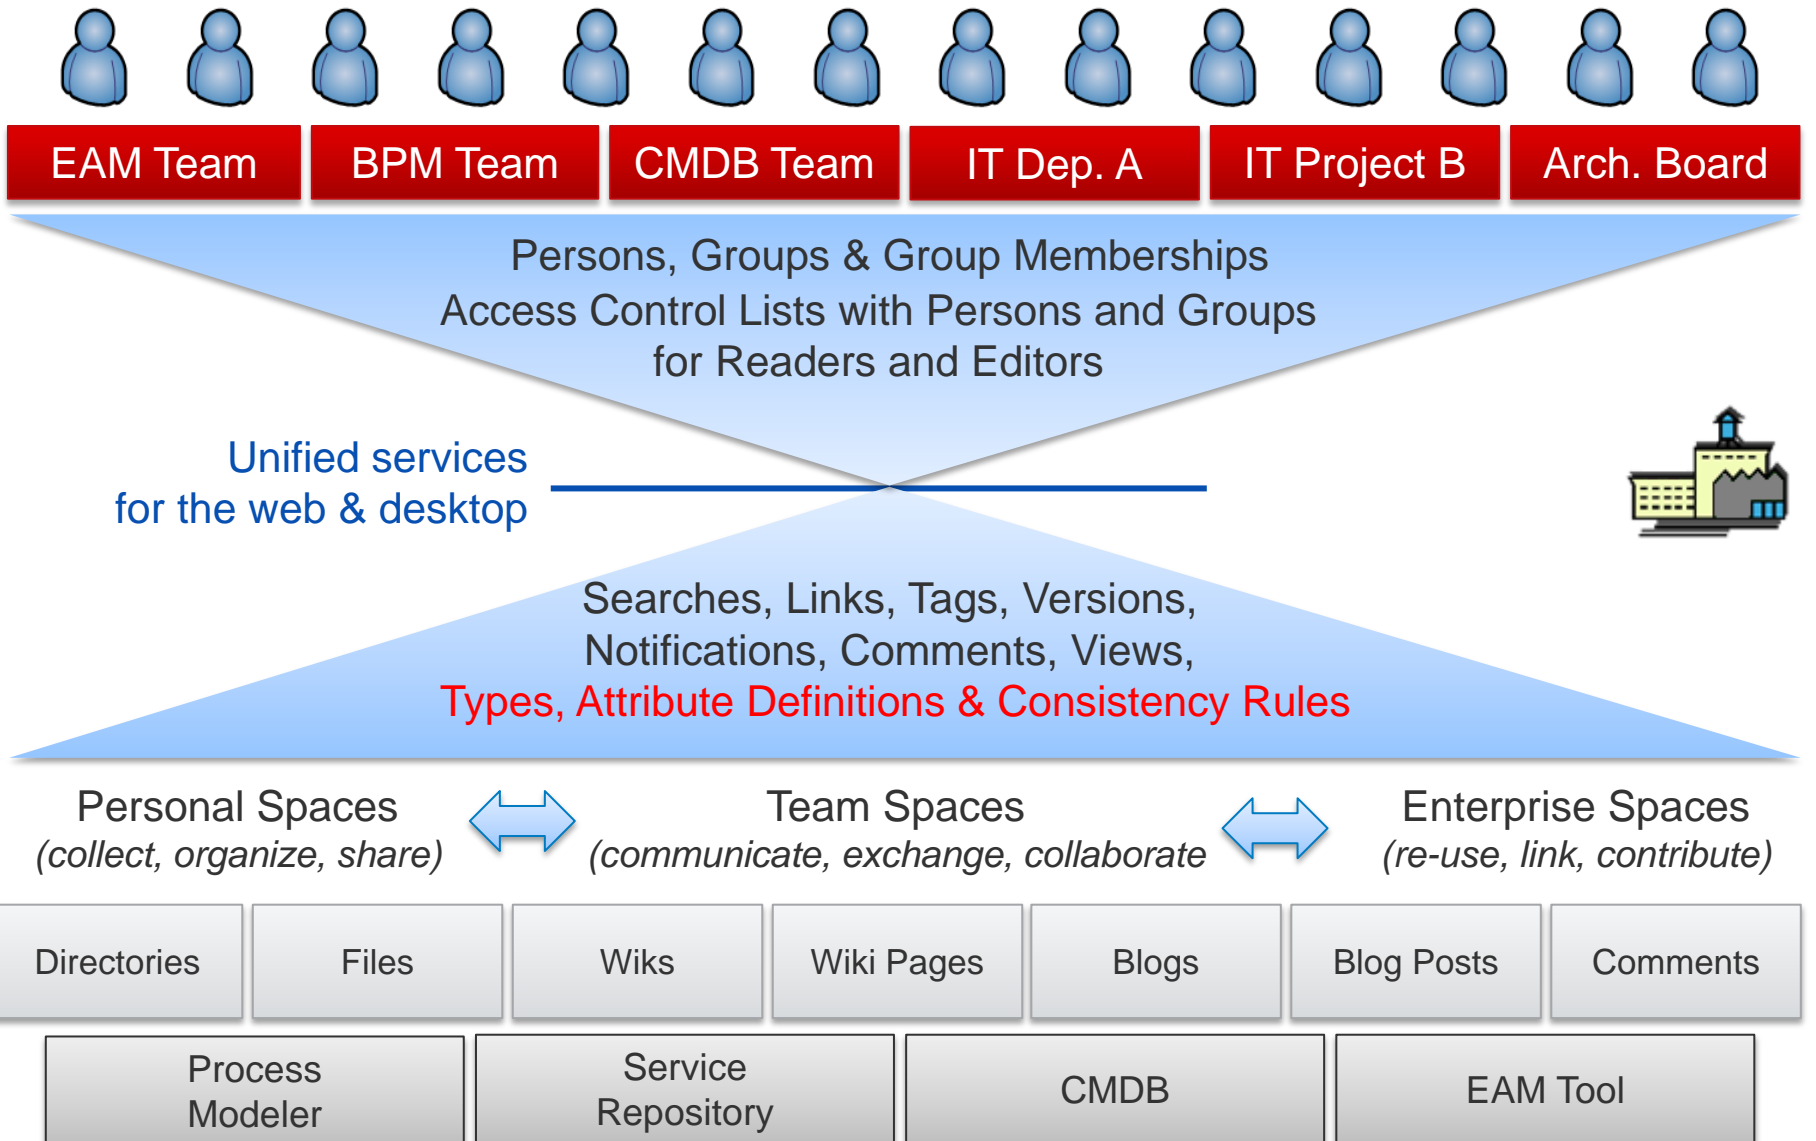 EAM Team
BPM Team
CMDB Team
IT Dep. A
IT Project B
Arch. Board
Persons, Groups & Group Memberships
Access Control Lists with Persons and Groups
for Readers and Editors
Unified services
for the web & desktop
Searches, Links, Tags, Versions,
Notifications, Comments, Views,
Types, Attribute Definitions & Consistency Rules
Personal Spaces
(collect, organize, share)
Team Spaces
(communicate, exchange, collaborate
Enterprise Spaces
(re-use, link, contribute)
Directories
Files
Wiks
Wiki Pages
Blogs
Blog Posts
Comments
Process
Modeler
Service
Repository
CMDB
EAM Tool